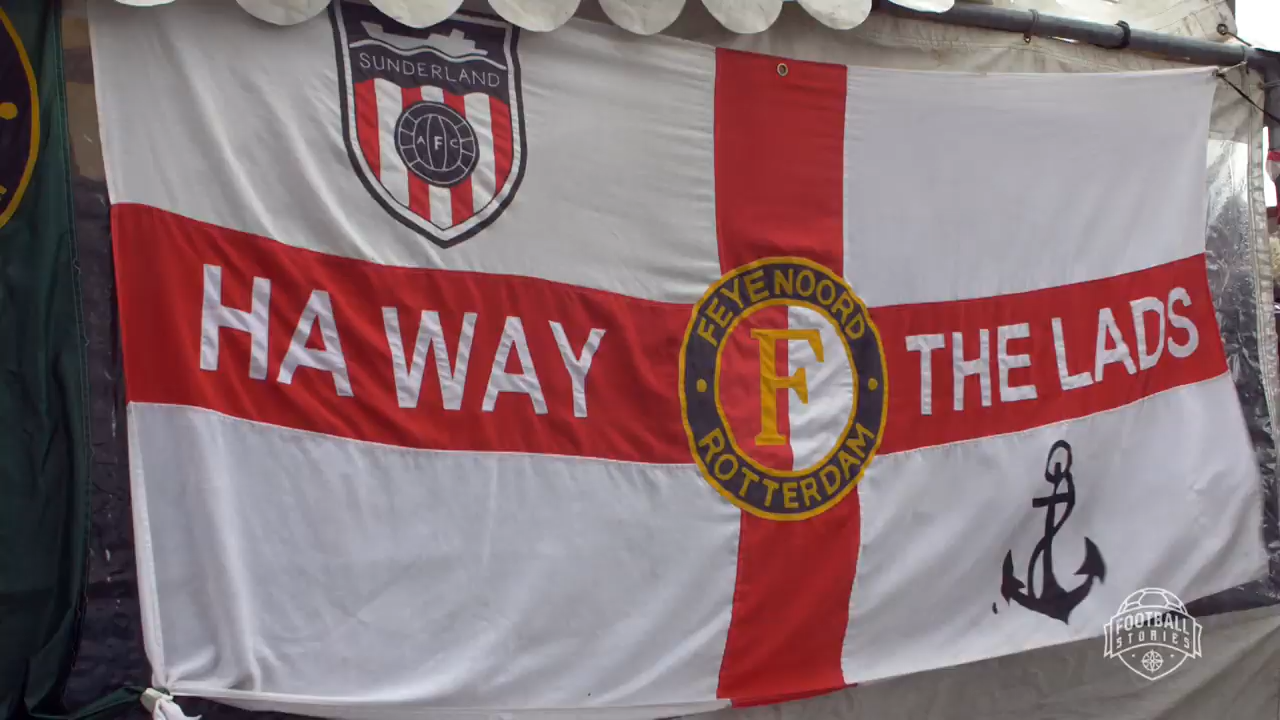 SUNDERLAND
AFC
HA WAY THE LADS
FEYENOORD
F
ROTTERDAM
FOOTBALL
STORIES